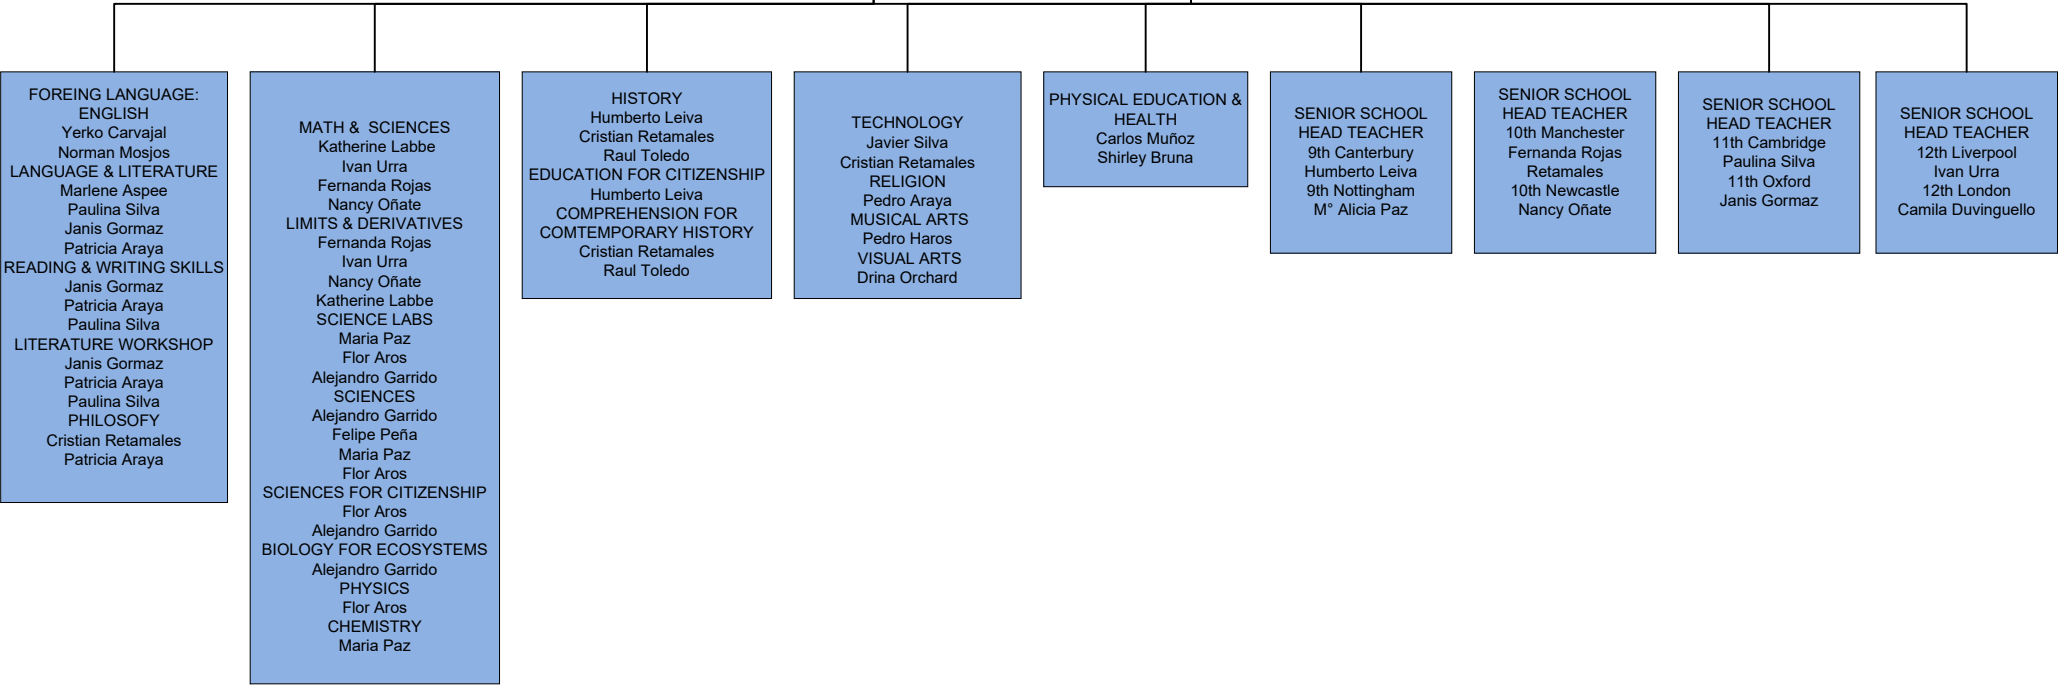 FOREING LANGUAGE:
ENGLISH
Yerko Carvajal
Norman Mosjos
LANGUAGE & LITERATURE
Marlene Aspee
Paulina Silva
Janis Gormaz
Patricia Araya
READING & WRITING SKILLS
Janis Gormaz
Patricia Araya
Paulina Silva
LITERATURE WORKSHOP
Janis Gormaz
Patricia Araya
Paulina Silva
PHILOSOFY
Cristian Retamales
Patricia Araya
MATH & SCIENCES
Katherine Labbe
Ivan Urra
Fernanda Rojas
Nancy Oñate
LIMITS & DERIVATIVES
Fernanda Rojas
Ivan Urra
Nancy Oñate
Katherine Labbe
SCIENCE LABS
Maria Paz
Flor Aros
Alejandro Garrido
SCIENCES
Alejandro Garrido
Felipe Peña
Maria Paz
Flor Aros
SCIENCES FOR CITIZENSHIP
Flor Aros
Alejandro Garrido
BIOLOGY FOR ECOSYSTEMS
Alejandro Garrido
PHYSICS
Flor Aros
CHEMISTRY
Maria Paz
HISTORY
Humberto Leiva
Cristian Retamales
Raul Toledo
EDUCATION FOR CITIZENSHIP
Humberto Leiva
COMPREHENSION FOR
COMTEMPORARY HISTORY
Cristian Retamales
Raul Toledo
TECHNOLOGY
Javier Silva
Cristian Retamales
RELIGION
Pedro Araya
MUSICAL ARTS
Pedro Haros
VISUAL ARTS
Drina Orchard
PHYSICAL EDUCATION &
HEALTH
Carlos Muñoz
Shirley Bruna
SENIOR SCHOOL
HEAD TEACHER
9th Canterbury
Humberto Leiva
9th Nottingham
M° Alicia Paz
SENIOR SCHOOL
HEAD TEACHER
10th Manchester
Fernanda Rojas
Retamales
10th Newcastle
Nancy Oñate
SENIOR SCHOOL
HEAD TEACHER
11th Cambridge
Paulina Silva
11th Oxford
Janis Gormaz
SENIOR SCHOOL
HEAD TEACHER
12th Liverpool
Ivan Urra
12th London
Camila Duvinguello